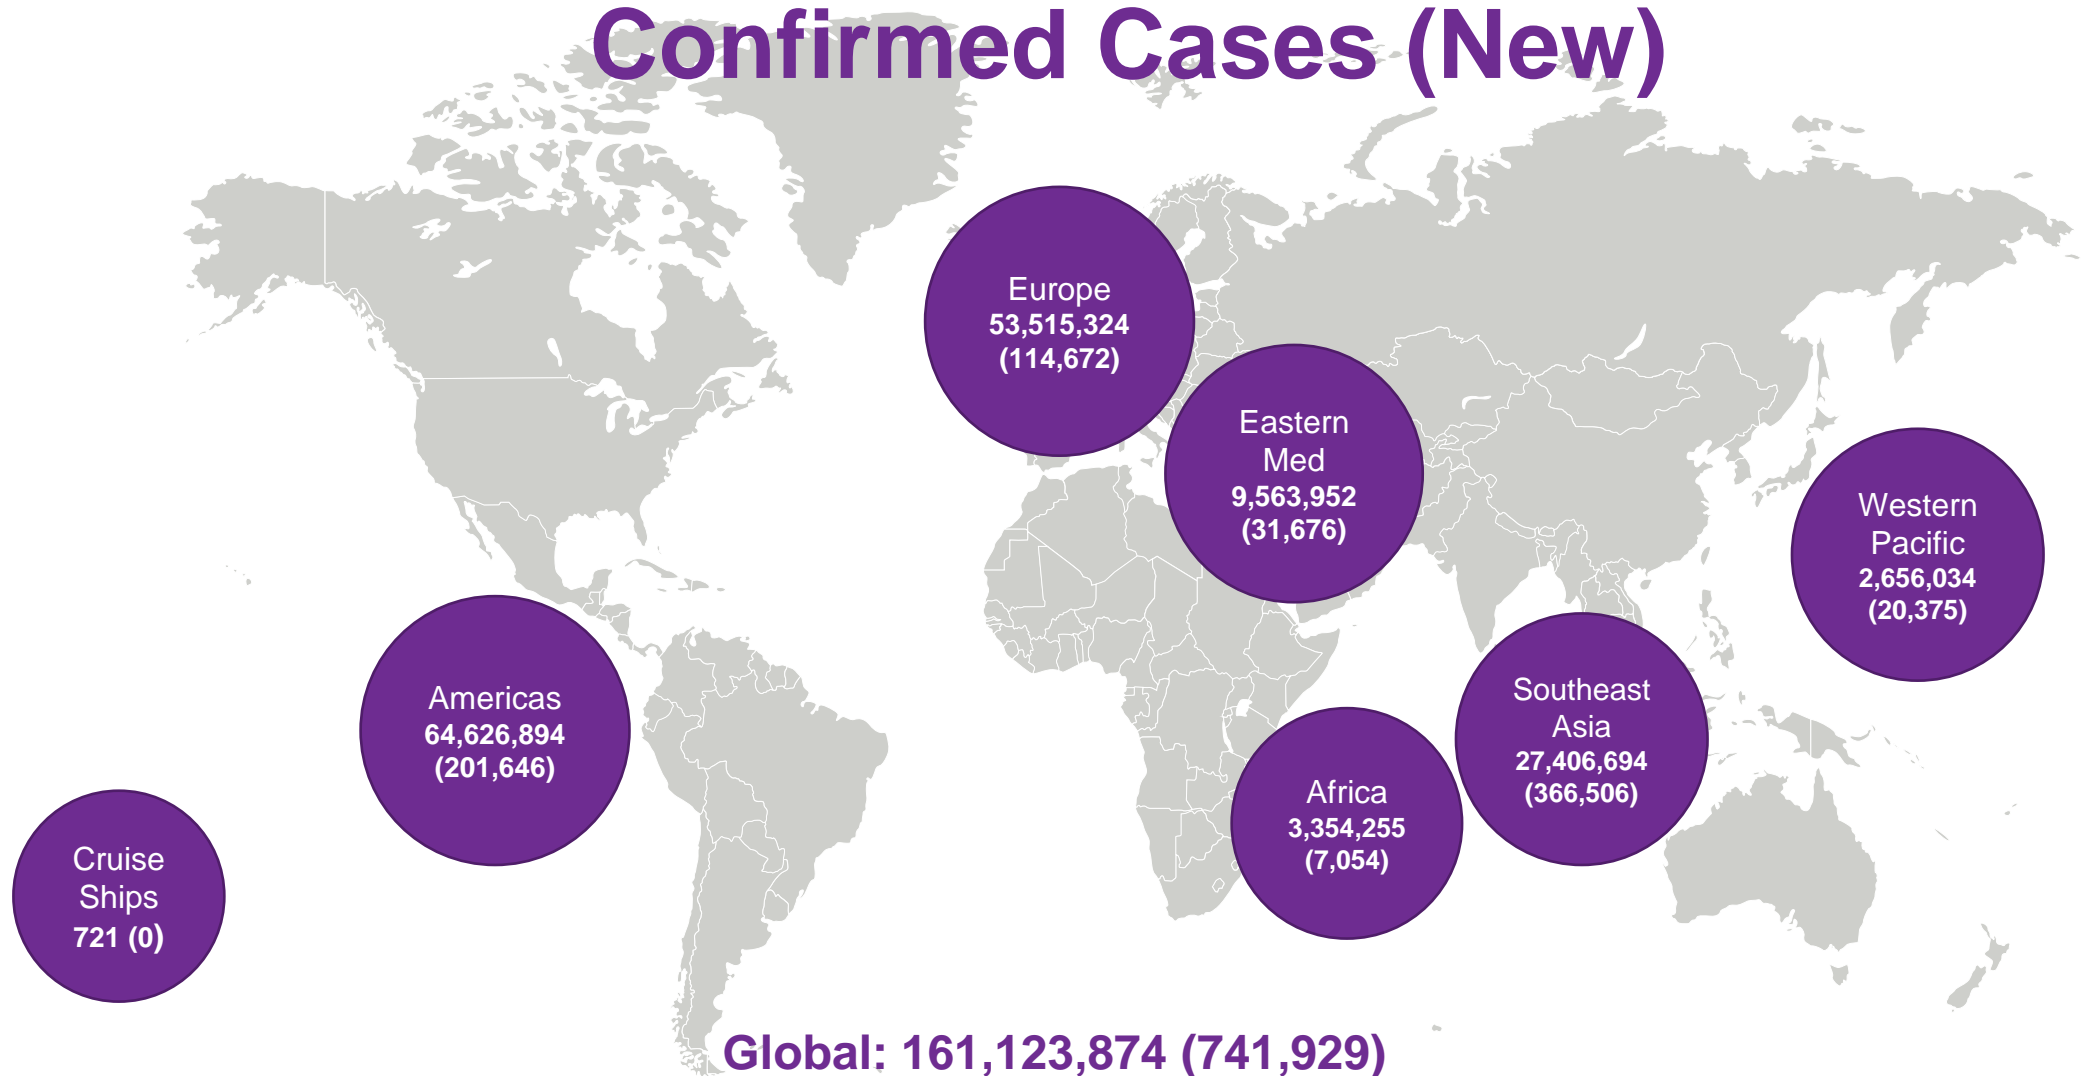 Confirmed Cases (New)
Europe
53,515,324
(114,672)
Eastern
Med
9,563,952
(31,676)
Western
Pacific
2,656,034
(20,375)
Americas
64,626,894
(201,646)
Southeast
Asia
27,406,694
(366,506)
Africa
3,354,255
(7,054)
Cruise
Ships
721 (0)
Global: 161,123,874 (741,929)